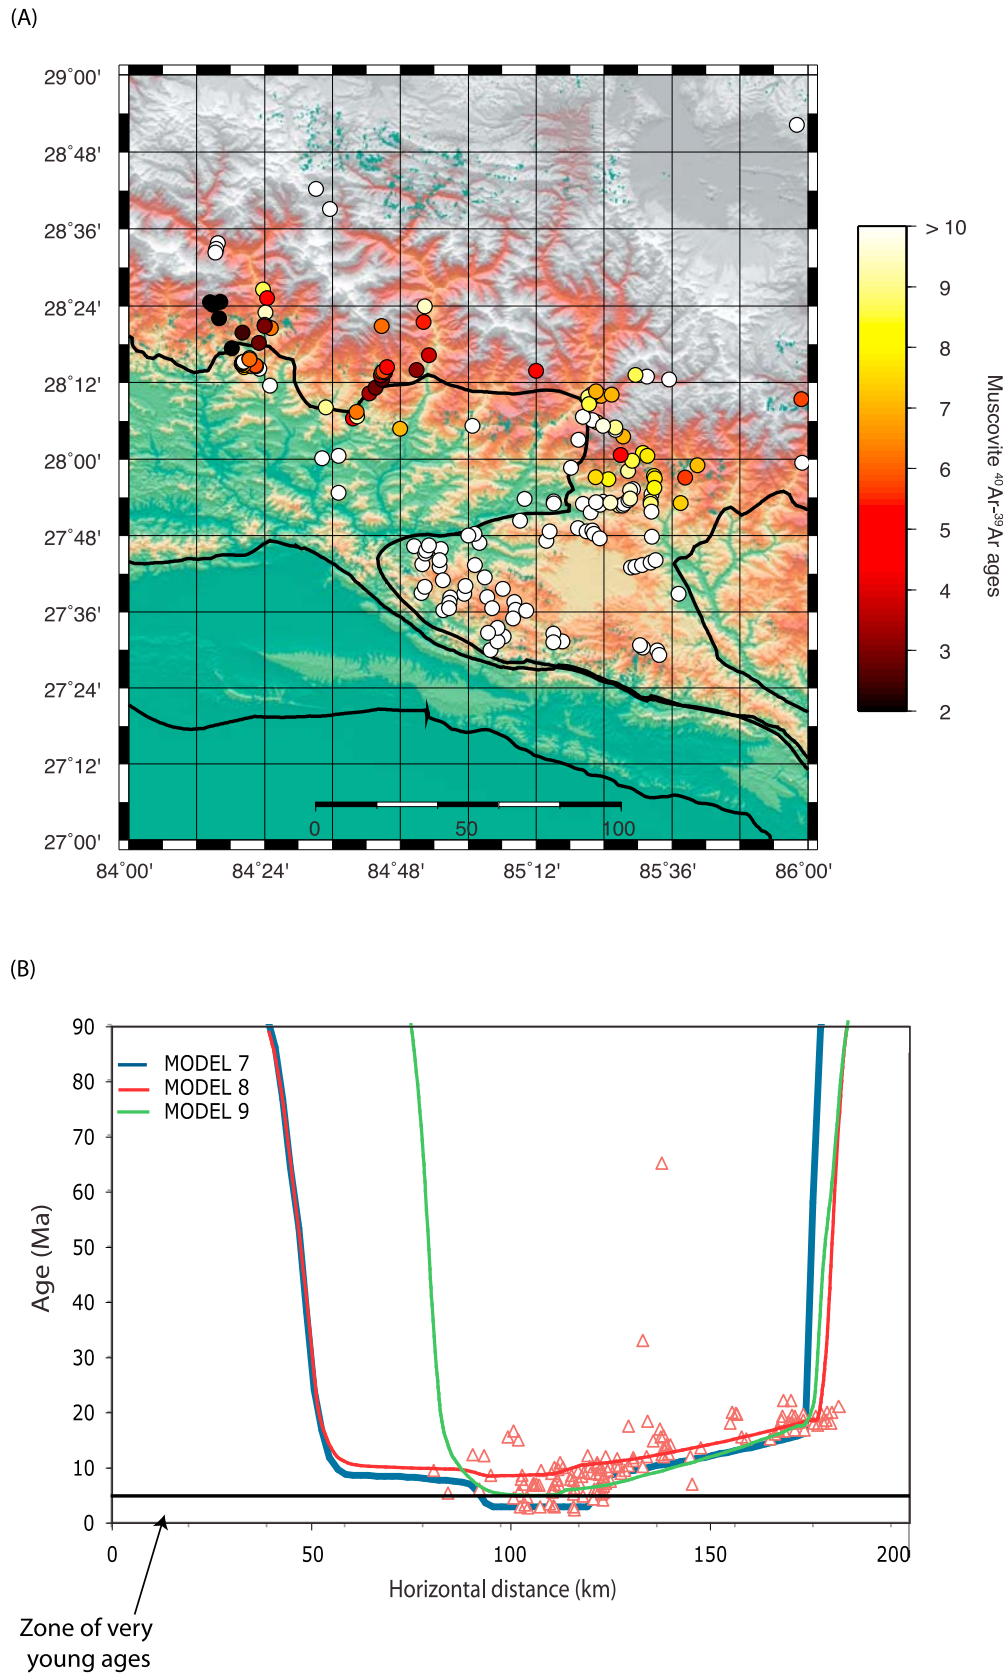 (A)
29°00'
28°48'
28°36'
28°24'
28°12'
28°00'
27°48'
27°36'
27°24'
27°12'
27°00'
0 50 100
84°00' 84°24' 84°48' 85°12' 85°36' 86°00'
> 10
9
8
7
6
5
4
3
2
Muscovite ⁴⁰Ar-³⁹Ar ages
(B)
90
80
70
60
50
40
30
20
10
0
Age (Ma)
MODEL 7
MODEL 8
MODEL 9
0 50 100 150 200
Horizontal distance (km)
Zone of very
young ages